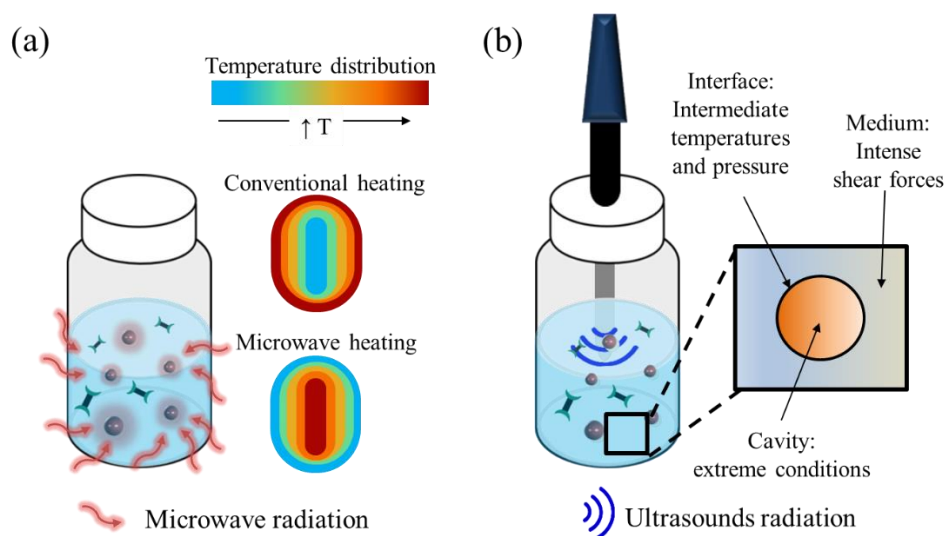 (a)
Temperature distribution
↑ T
Conventional heating
Microwave heating
Microwave radiation
(b)
Interface:
Intermediate
temperatures
and pressure
Medium:
Intense
shear forces
Cavity:
extreme conditions
Ultrasounds radiation